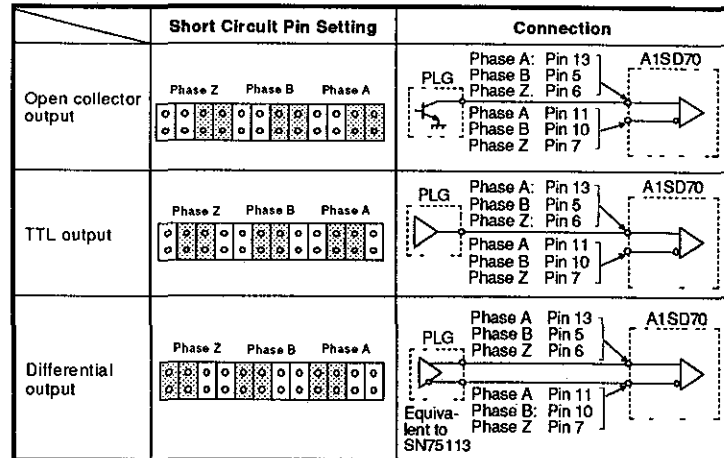 Short Circuit Pin Setting
Connection
Open collector
output
Phase Z Phase B Phase A
PLG
Phase A: Pin 13
Phase B Pin 5
Phase Z: Pin 6
Phase A Pin 11
Phase B Pin 10
Phase Z Pin 7
A1SD70
TTL output
Phase Z Phase B Phase A
PLG
Phase A: Pin 13
Phase B Pin 5
Phase Z: Pin 6
Phase A Pin 11
Phase B Pin 10
Phase Z Pin 7
A1SD70
Differential
output
Phase Z Phase B Phase A
PLG
Equiva-
lent to
SN75113
Phase A Pin 13
Phase B Pin 5
Phase Z Pin 6
Phase A Pin 11
Phase B: Pin 10
Phase Z Pin 7
A1SD70